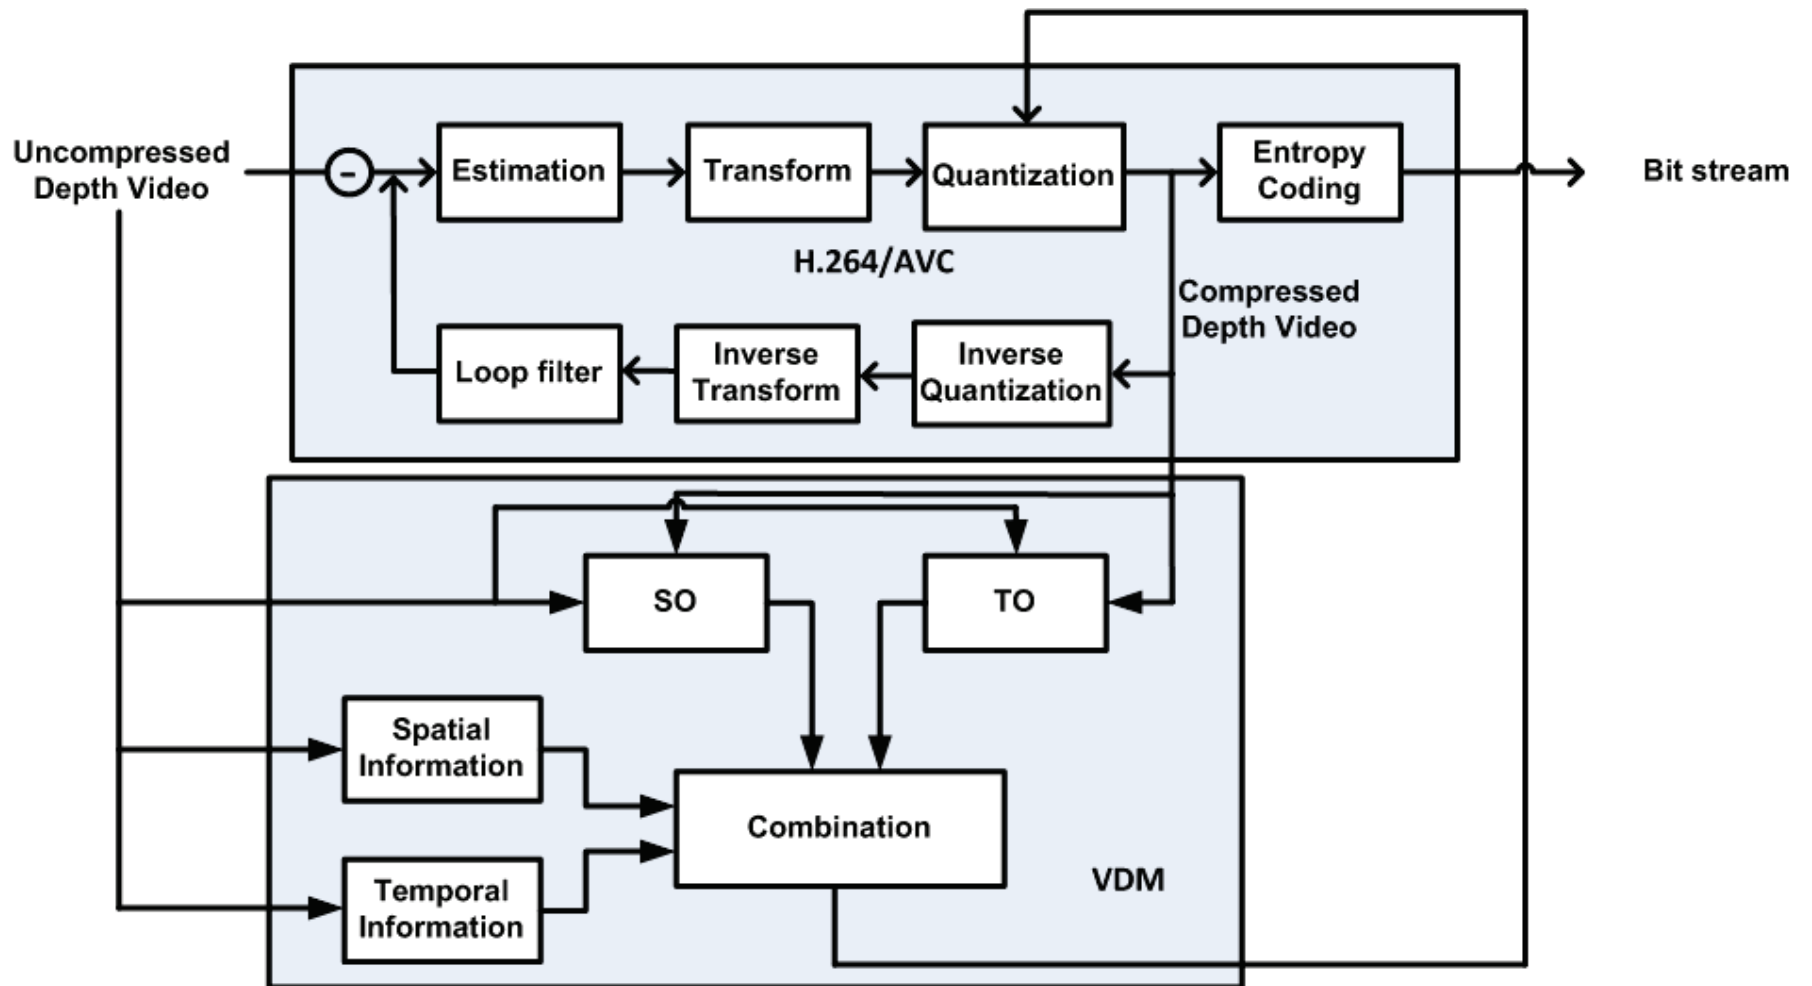 Uncompressed
Depth Video
-
Estimation
Transform
Quantization
Entropy
Coding
Bit stream
H.264/AVC
Compressed
Depth Video
Loop filter
Inverse
Transform
Inverse
Quantization
SO
TO
Spatial
Information
Combination
Temporal
Information
VDM